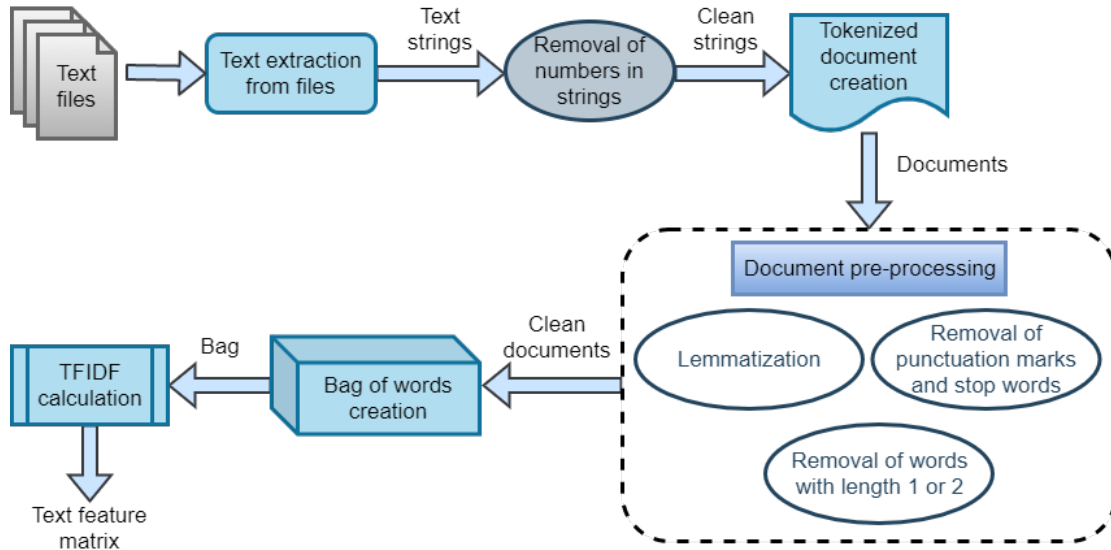 Text
files
Text extraction
from files
Text
strings
Removal of
numbers in
strings
Clean
strings
Tokenized
document
creation
Documents
Document pre-processing
Lemmatization
Removal of
punctuation marks
and stop words
Removal of words
with length 1 or 2
Clean
documents
Bag of words
creation
Bag
TFIDF
calculation
Text feature
matrix